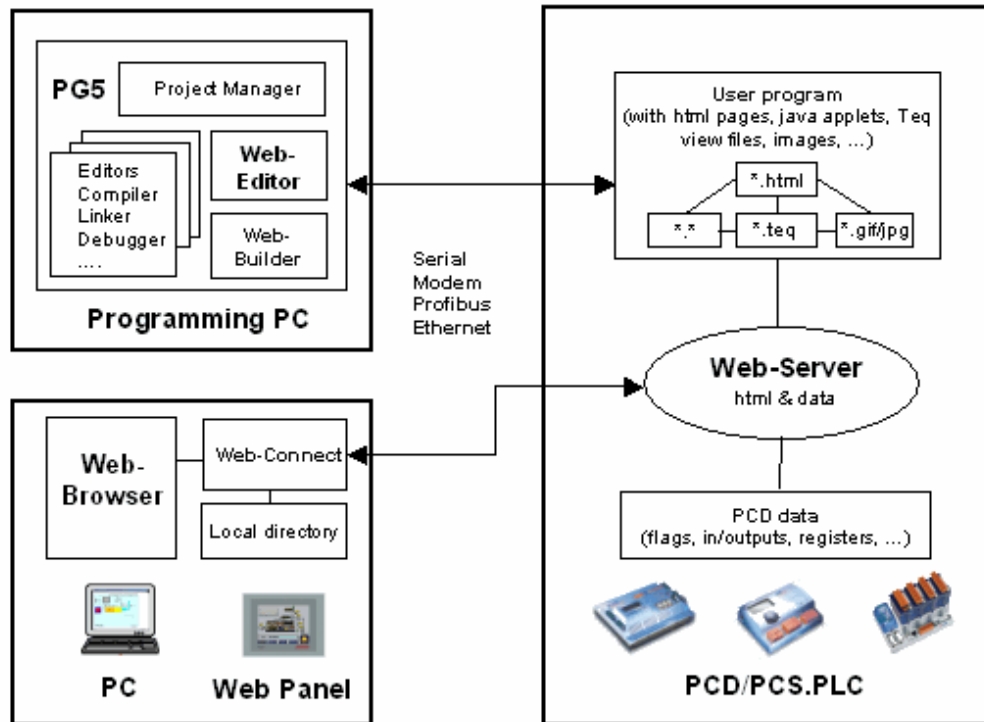 PG5
Project Manager
Editors
Compiler
Linker
Debugger
....
Web-
Editor
Web-
Builder
Programming PC
Serial
Modem
Profibus
Ethernet
User program
(with html pages, java applets, Teq
view files, images, ...)
*.html
*.*
*.teq
*.gif/jpg
Web-Server
html & data
PCD data
(flags, in/outputs, registers, ...)
PCD/PCS.PLC
Web-
Browser
Web-Connect
Local directory
PC
Web Panel